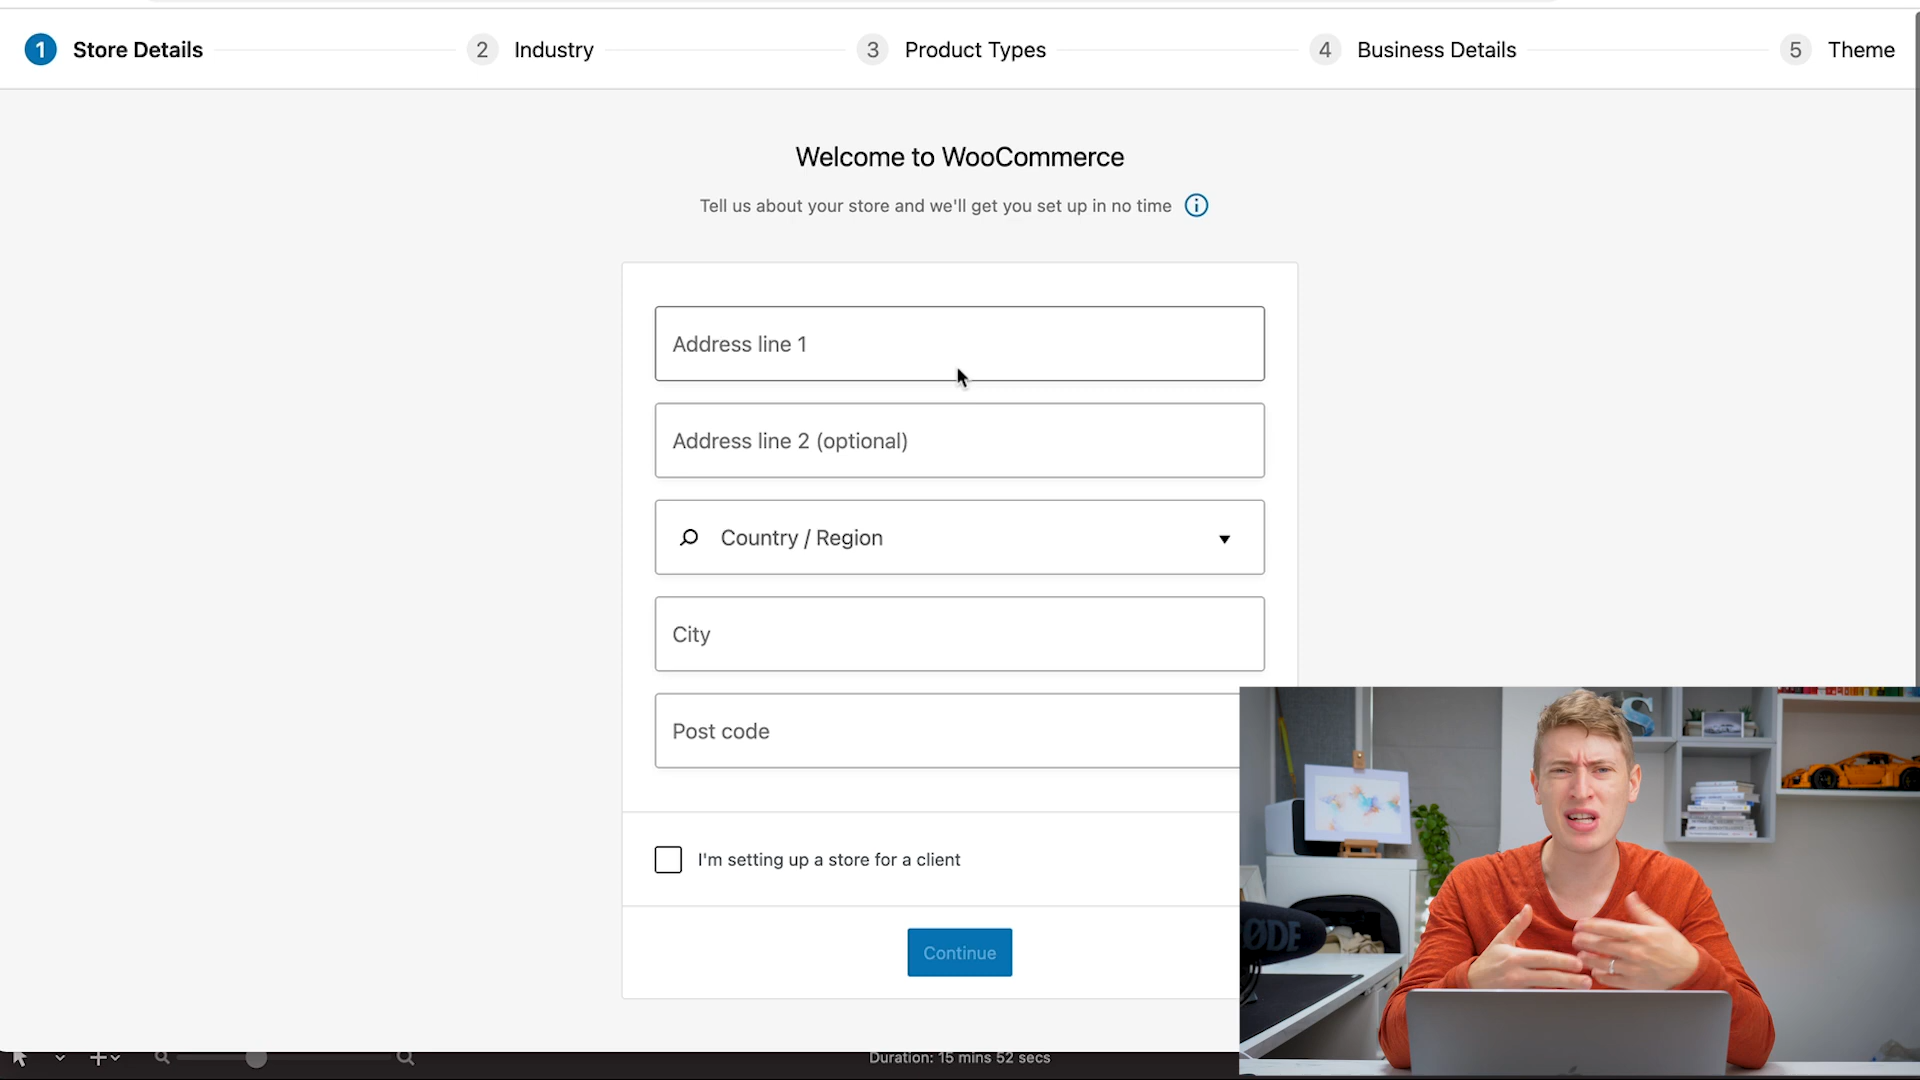 1 Store Details
2 Industry
3 Product Types
4 Business Details
5 Theme
Welcome to WooCommerce
Tell us about your store and we'll get you set up in no time
Address line 1
Address line 2 (optional)
Country / Region
City
Post code
I'm setting up a store for a client
Continue
Duration: 15 mins 52 secs
S